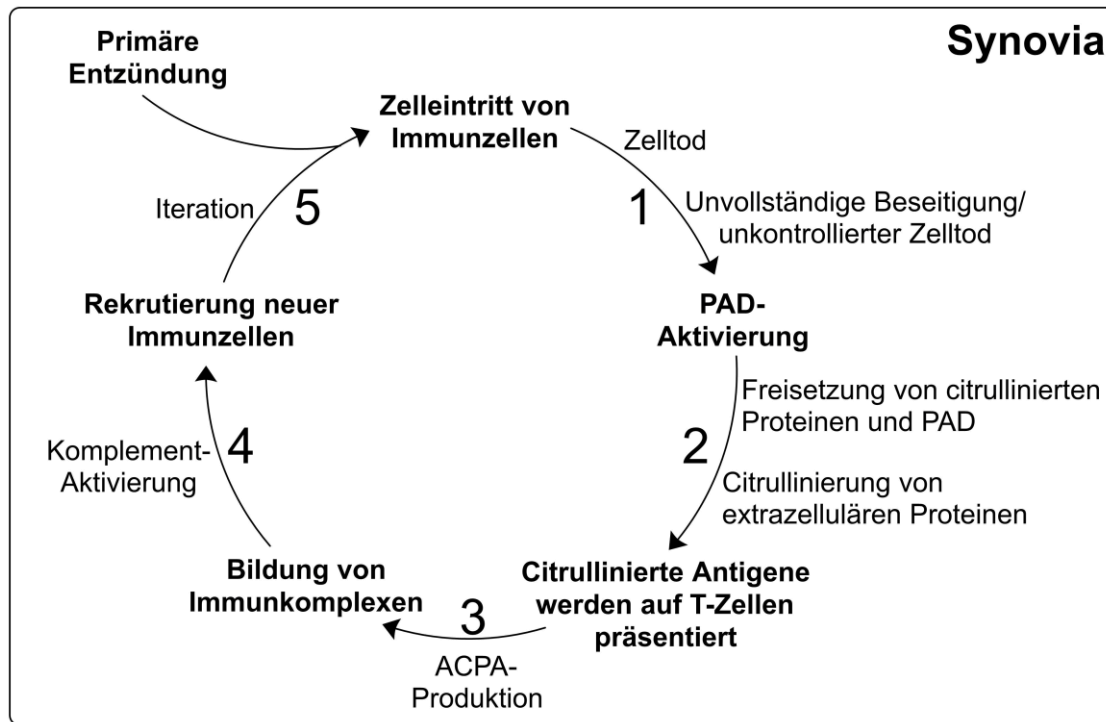 Synovia
Primäre
Entzündung
Zelleintritt von
Immunzellen
Zelltod
1
Unvollständige Beseitigung/
unkontrollierter Zelltod
PAD-
Aktivierung
Freisetzung von citrullinierten
Proteinen und PAD
2
Citrullinierung von
extrazellulären Proteinen
Citrullinierte Antigene
werden auf T-Zellen
präsentiert
3
ACPA-
Produktion
Bildung von
Immunkomplexen
4
Komplement-
Aktivierung
Rekrutierung neuer
Immunzellen
5
Iteration